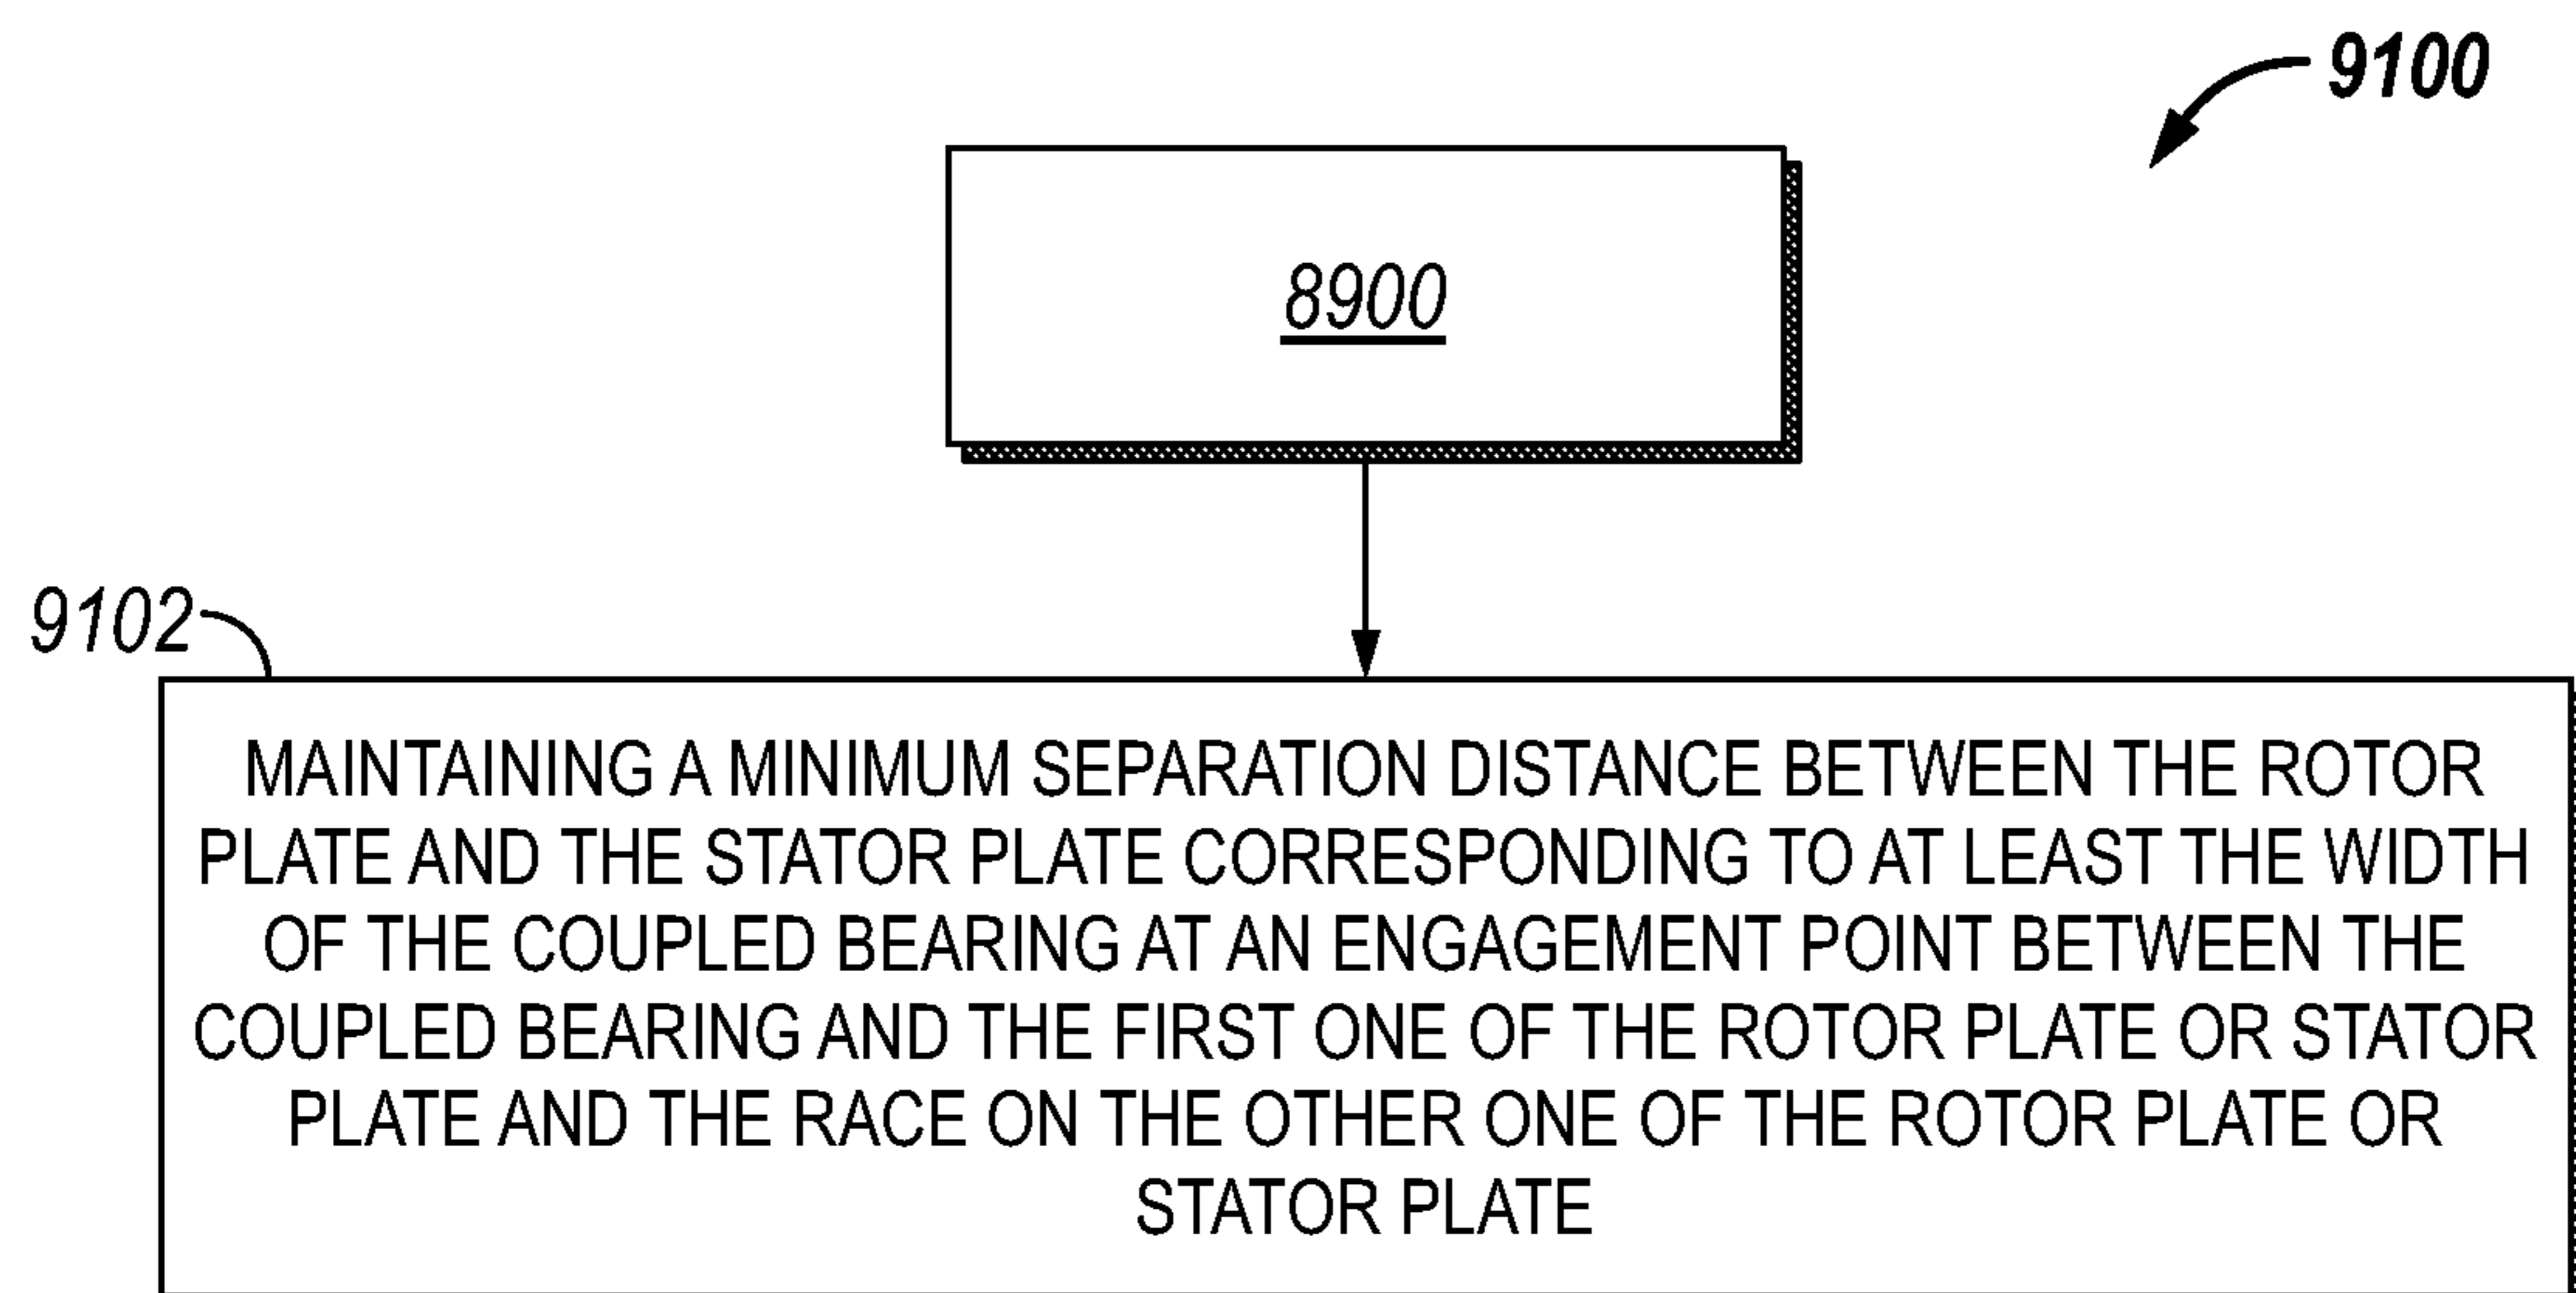 9100
8900
9102
MAINTAINING A MINIMUM SEPARATION DISTANCE BETWEEN THE ROTOR
PLATE AND THE STATOR PLATE CORRESPONDING TO AT LEAST THE WIDTH
OF THE COUPLED BEARING AT AN ENGAGEMENT POINT BETWEEN THE
COUPLED BEARING AND THE FIRST ONE OF THE ROTOR PLATE OR STATOR
PLATE AND THE RACE ON THE OTHER ONE OF THE ROTOR PLATE OR
STATOR PLATE